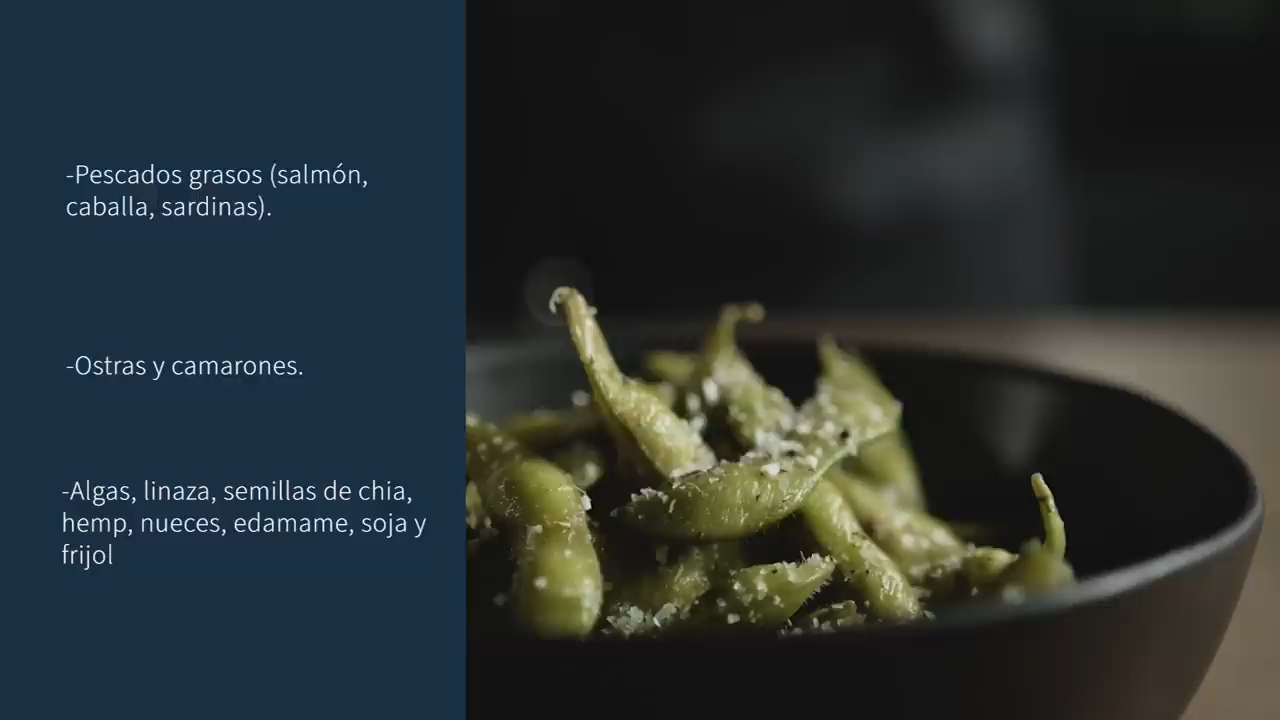 -Pescados grasos (salmón,
caballa, sardinas).
-Ostras y camarones.
-Algas, linaza, semillas de chia,
hemp, nueces, edamame, soja y
frijol